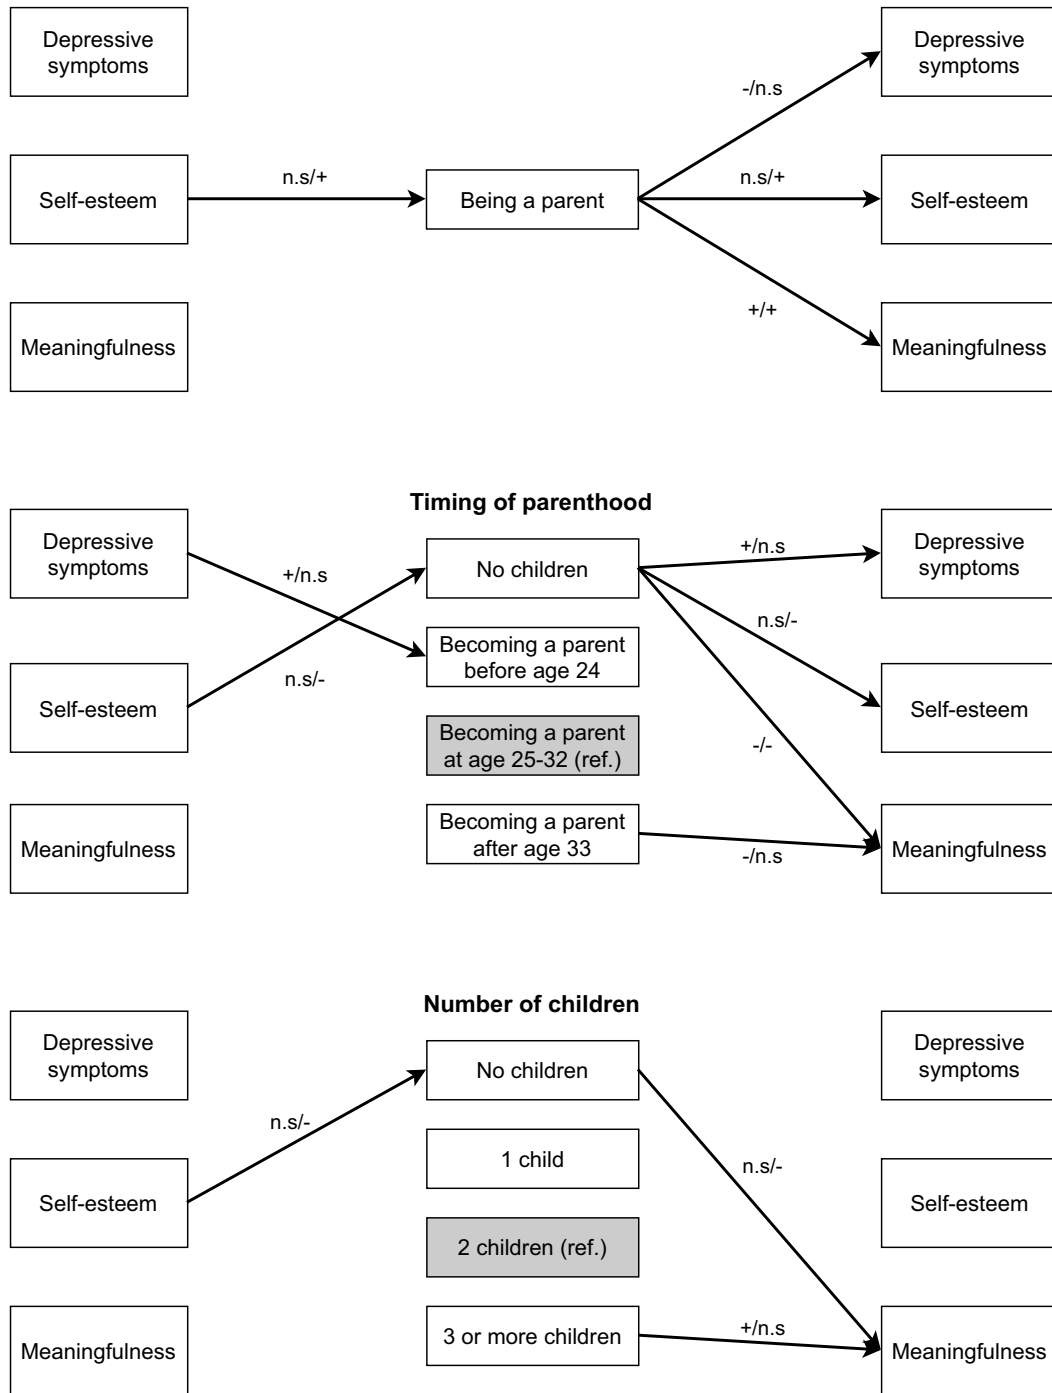 Depressive
symptoms
Self-esteem
Meaningfulness
n.s/+
Being a parent
-/n.s
n.s/+
+/+
Depressive
symptoms
Self-esteem
Meaningfulness
Timing of parenthood
Depressive
symptoms
Self-esteem
Meaningfulness
+/n.s
n.s/-
No children
Becoming a parent
before age 24
Becoming a parent
at age 25-32 (ref.)
Becoming a parent
after age 33
+/n.s
n.s/-
-/-
-/n.s
Depressive
symptoms
Self-esteem
Meaningfulness
Number of children
Depressive
symptoms
Self-esteem
Meaningfulness
n.s/-
No children
1 child
2 children (ref.)
3 or more children
n.s/-
+/n.s
Depressive
symptoms
Self-esteem
Meaningfulness